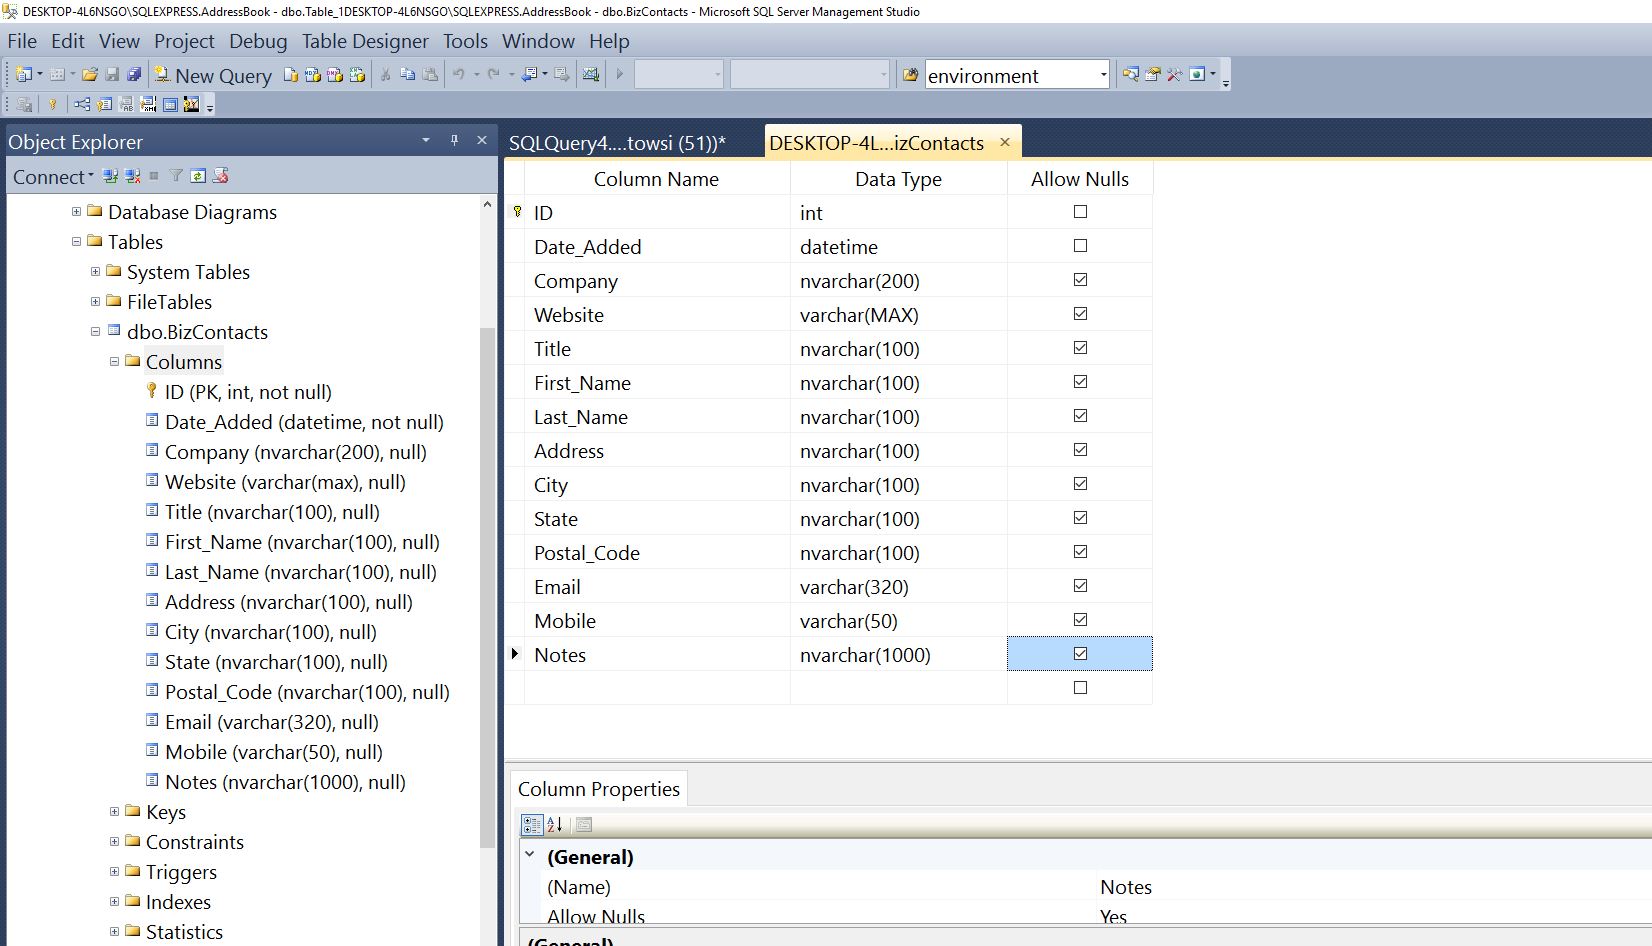 DESKTOP-4L6NSGO\SQLEXPRESS.AddressBook - dbo.Table_1DESKTOP-4L6NSGO\SQLEXPRESS.AddressBook - dbo.BizContacts - Microsoft SQL Server Management Studio
File Edit View Project Debug Table Designer Tools Window Help
New Query environment
Object Explorer
Connect
Database Diagrams
Tables
System Tables
FileTables
dbo.BizContacts
Columns
ID (PK, int, not null)
Date_Added (datetime, not null)
Company (nvarchar(200), null)
Website (varchar(max), null)
Title (nvarchar(100), null)
First_Name (nvarchar(100), null)
Last_Name (nvarchar(100), null)
Address (nvarchar(100), null)
City (nvarchar(100), null)
State (nvarchar(100), null)
Postal_Code (nvarchar(100), null)
Email (varchar(320), null)
Mobile (varchar(50), null)
Notes (nvarchar(1000), null)
Keys
Constraints
Triggers
Indexes
Statistics
SQLQuery4....towsi (51))* DESKTOP-4L...izContacts
Column Name Data Type Allow Nulls
ID int
Date_Added datetime
Company nvarchar(200)
Website varchar(MAX)
Title nvarchar(100)
First_Name nvarchar(100)
Last_Name nvarchar(100)
Address nvarchar(100)
City nvarchar(100)
State nvarchar(100)
Postal_Code nvarchar(100)
Email varchar(320)
Mobile varchar(50)
Notes nvarchar(1000)
Column Properties
(General)
(Name) Notes
Allow Nulls Yes
(General)